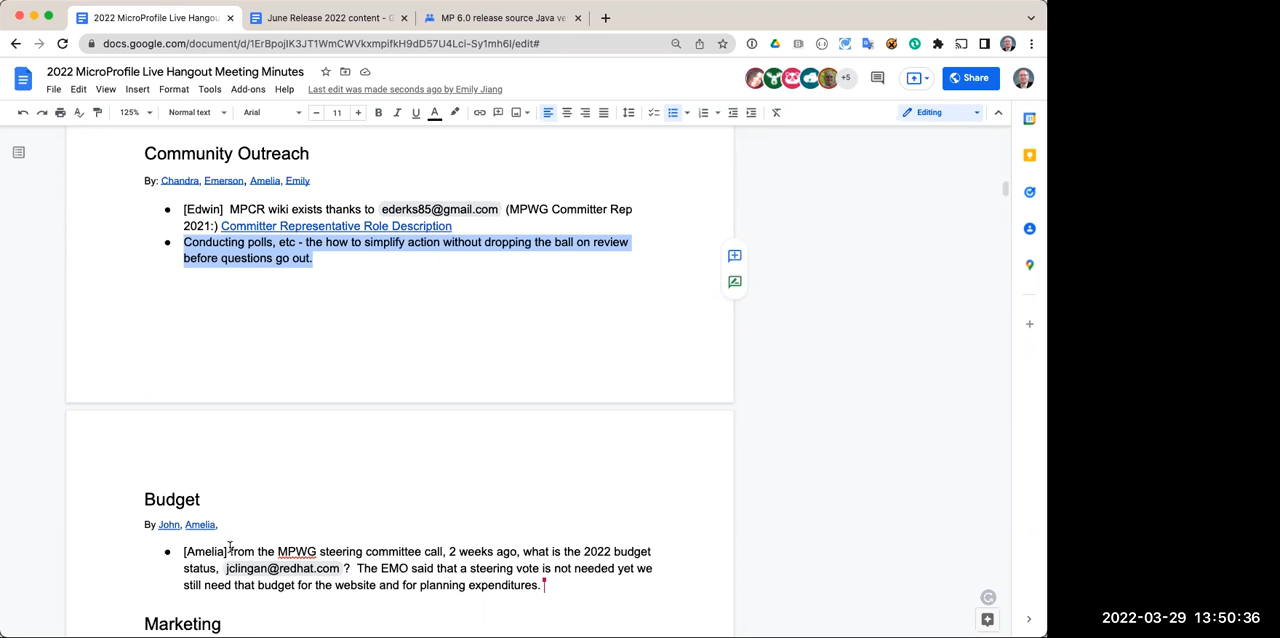 2022 MicroProfile Live Hangou
June Release 2022 content - G
MP 6.0 release source Java ve
docs.google.com/document/d/1ErBpojIK3JT1WmCWVkxmpifkH9dD57U4Lci-Sy1mh6I/edit#
2022 MicroProfile Live Hangout Meeting Minutes
+5
Share
File Edit View Insert Format Tools Add-ons Help Last edit was made seconds ago by Emily Jiang
125% Normal text Arial 11 B I U A Editing
Community Outreach
By: Chandra, Emerson, Amelia, Emily
[Edwin] MPCR wiki exists thanks to ederks85@gmail.com (MPWG Committer Rep
2021:) Committer Representative Role Description
Conducting polls, etc - the how to simplify action without dropping the ball on review
before questions go out.
Budget
By John, Amelia,
[Amelia] from the MPWG steering committee call, 2 weeks ago, what is the 2022 budget
status, jclingan@redhat.com ? The EMO said that a steering vote is not needed yet we
still need that budget for the website and for planning expenditures.
Marketing
2022-03-29 13:50:36